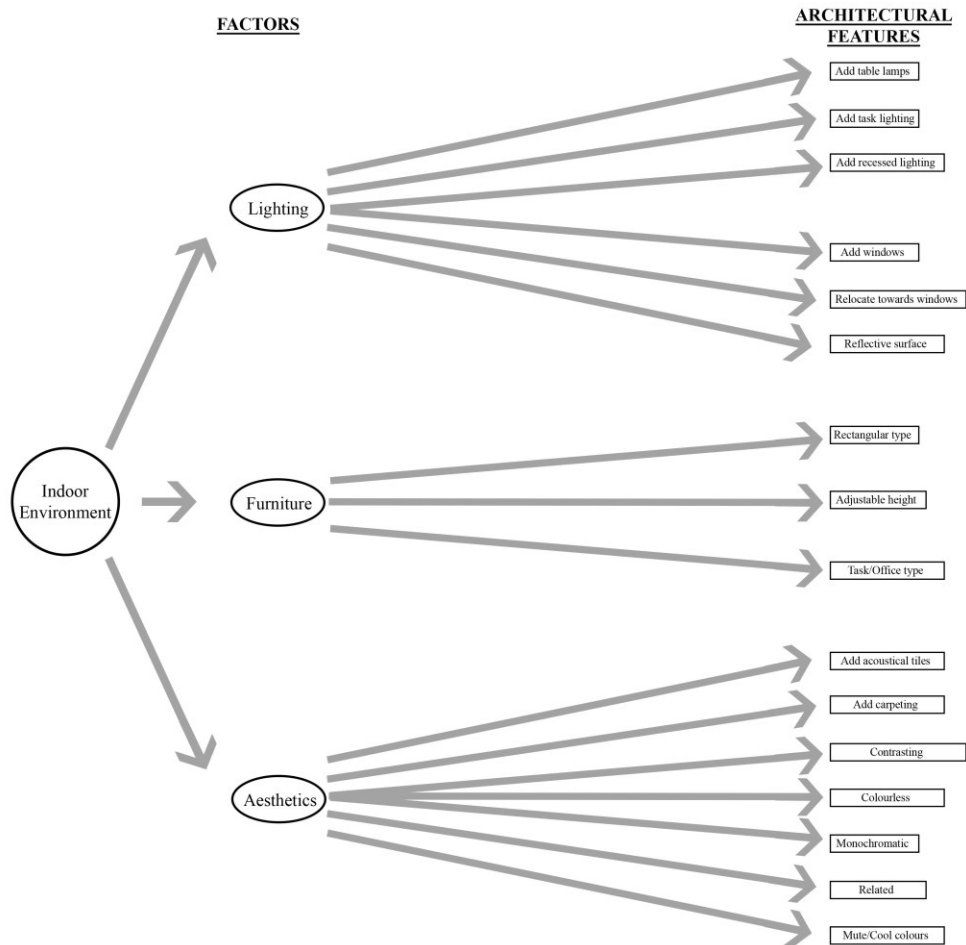 FACTORS
ARCHITECTURAL
FEATURES
Add table lamps
Add task lighting
Add recessed lighting
Lighting
Add windows
Relocate towards windows
Reflective surface
Rectangular type
Indoor
Environment
Furniture
Adjustable height
Task/Office type
Add acoustical tiles
Add carpeting
Contrasting
Aesthetics
Colourless
Monochromatic
Related
Mute/Cool colours